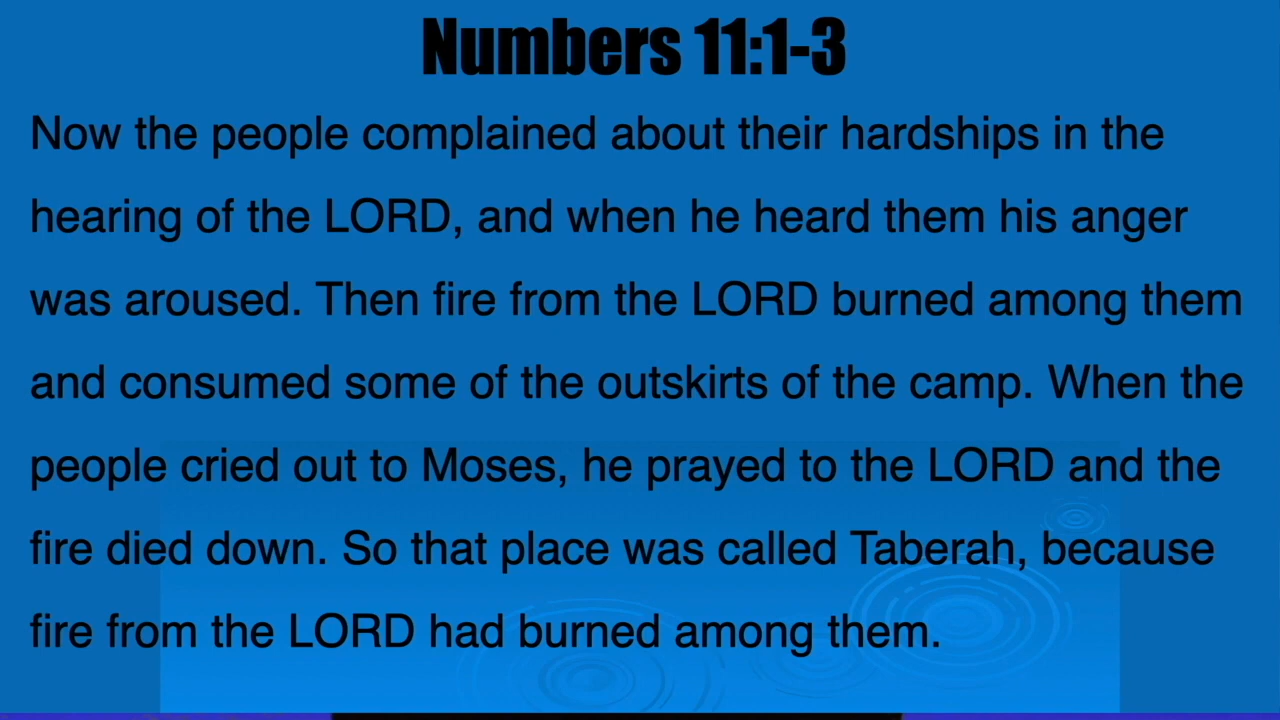 Numbers 11:1-3
Now the people complained about their hardships in the
hearing of the LORD, and when he heard them his anger
was aroused. Then fire from the LORD burned among them
and consumed some of the outskirts of the camp. When the
people cried out to Moses, he prayed to the LORD and the
fire died down. So that place was called Taberah, because
fire from the LORD had burned among them.